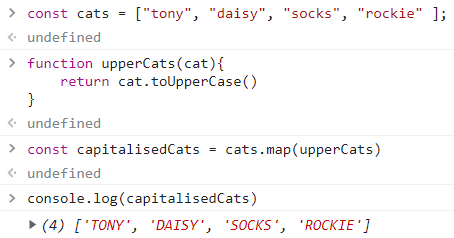 const cats = ["tony", "daisy", "socks", "rockie" ];
undefined
function upperCats(cat){
    return cat.toUpperCase()
}
undefined
const capitalisedCats = cats.map(upperCats)
undefined
console.log(capitalisedCats)
(4) ['TONY', 'DAISY', 'SOCKS', 'ROCKIE']